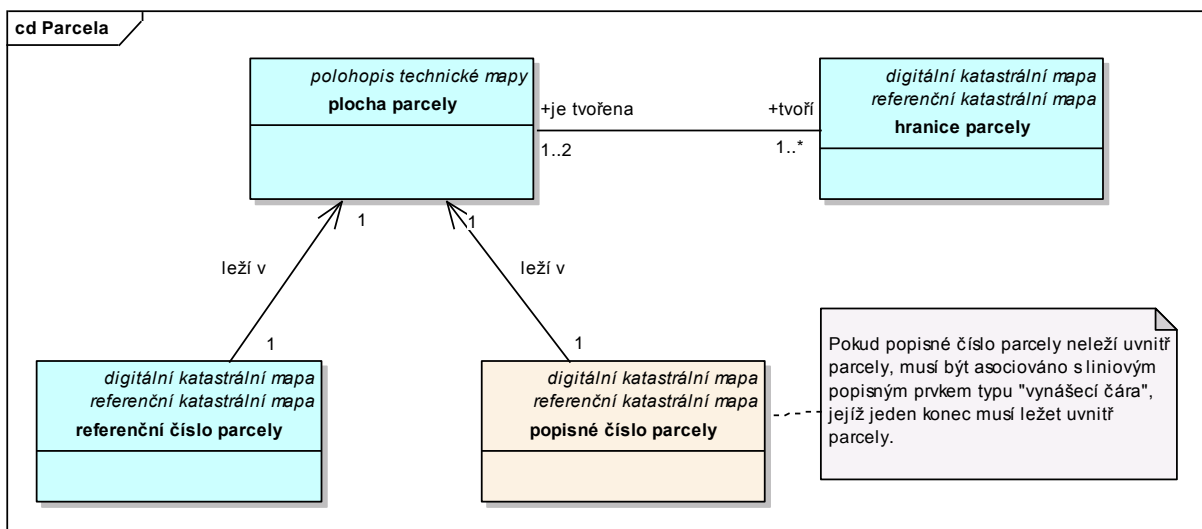 cd Parcela
polohopis technické mapy
plocha parcely
+je tvořena
+tvoří
1..2
1..*
digitální katastrální mapa
referenční katastrální mapa
hranice parcely
1
1
leží v
leží v
1
1
digitální katastrální mapa
referenční katastrální mapa
referenční číslo parcely
digitální katastrální mapa
referenční katastrální mapa
popisné číslo parcely
Pokud popisné číslo parcely neleží uvnitř
parcely, musí být asociováno s liniovým
popisným prvkem typu "vynášecí čára",
jejíž jeden konec musí ležet uvnitř
parcely.